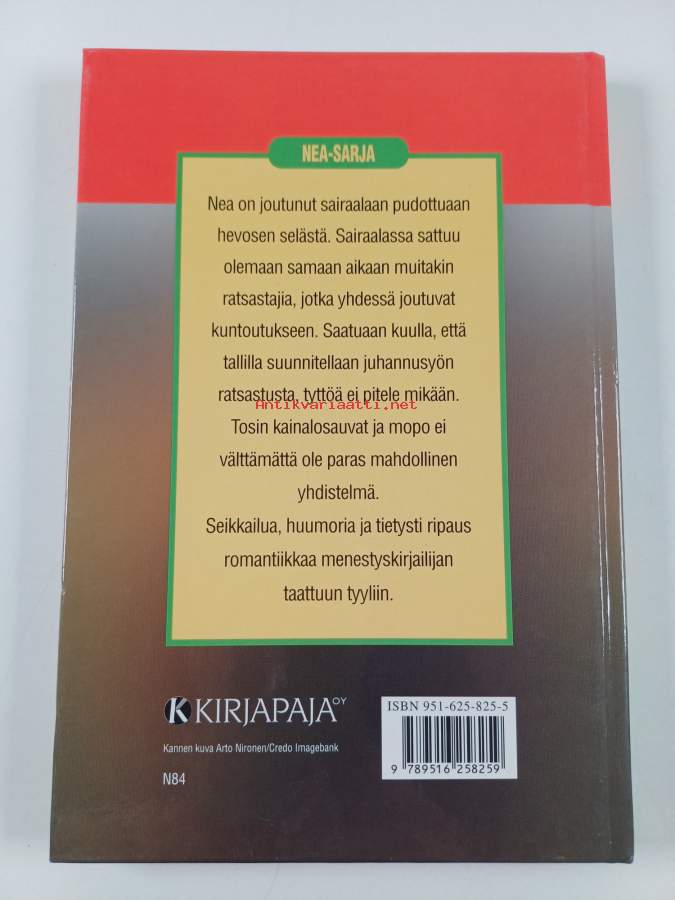 NEA-SARJA
Nea on joutunut sairaalaan pudottuaan
hevosen selästä. Sairaalassa sattuu
olemaan samaan aikaan muitakin
ratsastajia, jotka yhdessä joutuvat
kuntoutukseen. Saatuaan kuulla, että
tallilla suunnitellaan juhannusyön
ratsastusta, tyttöä ei pitele mikään.
Antikvariaatti.net
Tosin kainalosauvat ja mopo ei
välttämättä ole paras mahdollinen
yhdistelmä.
Seikkailua, huumoria ja tietysti ripaus
romantiikkaa menestyskirjailijan
taattuun tyyliin.
K KIRJAPAJA OY
Kannen kuva Arto Nironen/Credo Imagebank
N84
ISBN 951-625-825-5
9 789516 258259